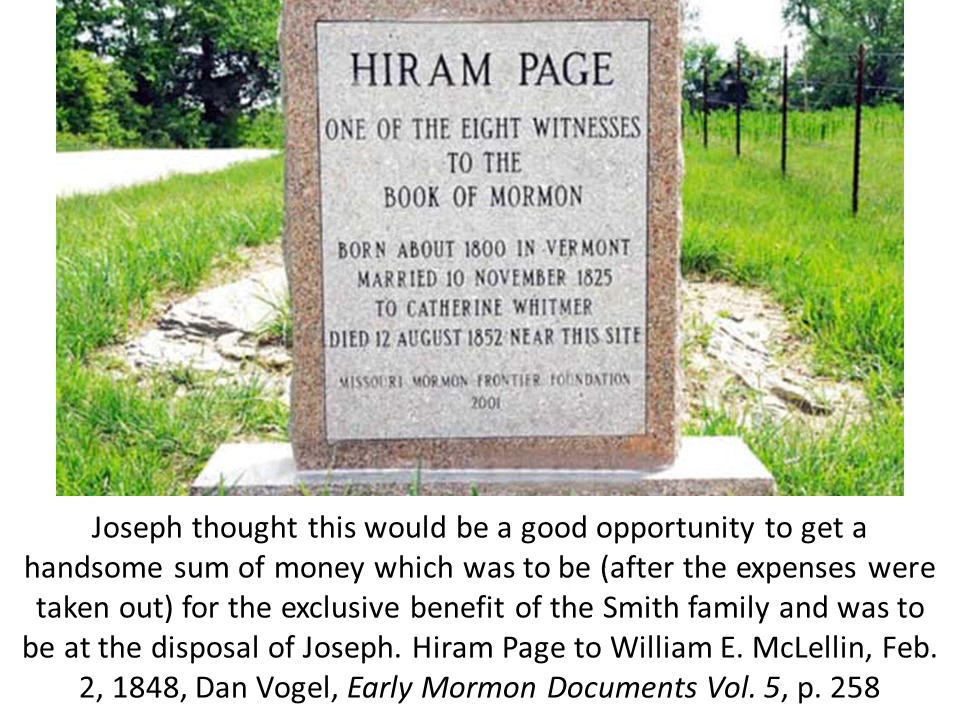 HIRAM PAGE
ONE OF THE EIGHT WITNESSES
TO THE
BOOK OF MORMON
BORN ABOUT 1800 IN VERMONT
MARRIED 10 NOVEMBER 1825
TO CATHERINE WHITMER
DIED 12 AUGUST 1852 NEAR THIS SITE
MISSOURI MORMON FRONTIER FOUNDATION
2001
Joseph thought this would be a good opportunity to get a
handsome sum of money which was to be (after the expenses were
taken out) for the exclusive benefit of the Smith family and was to
be at the disposal of Joseph. Hiram Page to William E. McLellin, Feb.
2, 1848, Dan Vogel, Early Mormon Documents Vol. 5, p. 258